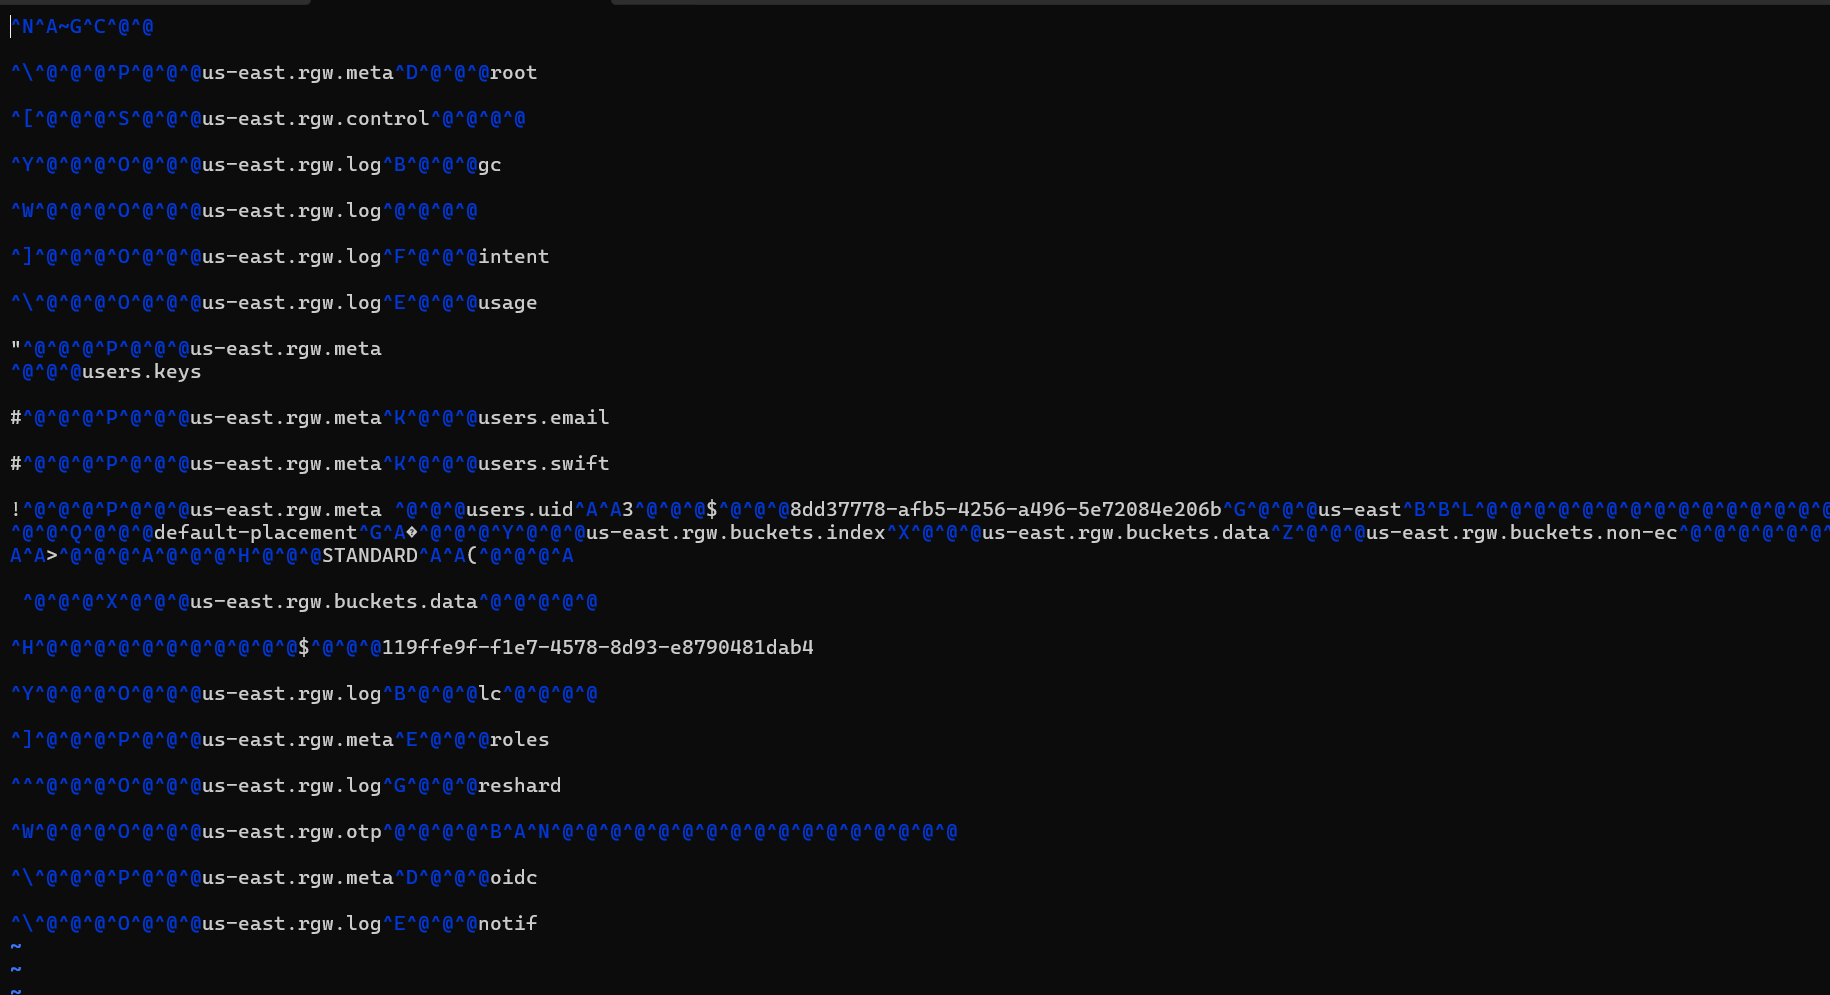 ^N^A~G^C^@^@
^\^@^@^@^P^@^@^@us-east.rgw.meta^D^@^@^@root
^[^@^@^@^S^@^@^@us-east.rgw.control^@^@^@^@
^Y^@^@^@^O^@^@^@us-east.rgw.log^B^@^@^@gc
^W^@^@^@^O^@^@^@us-east.rgw.log^@^@^@^@
^]^@^@^@^O^@^@^@us-east.rgw.log^F^@^@^@intent
^\^@^@^@^O^@^@^@us-east.rgw.log^E^@^@^@usage
"^@^@^@^P^@^@^@us-east.rgw.meta
^@^@^@users.keys
#^@^@^@^P^@^@^@us-east.rgw.meta^K^@^@^@users.email
#^@^@^@^P^@^@^@us-east.rgw.meta^K^@^@^@users.swift
!^@^@^@^P^@^@^@us-east.rgw.meta ^@^@^@users.uid^A^A3^@^@^@$^@^@^@8dd37778-afb5-4256-a496-5e72084e206b^G^@^@^@us-east^B^B^L^@^@^@^@^@^@^@^@^@^@^@^@^@^@^@
^@^@^@^Q^@^@^@default-placement^G^A�^@^@^@^Y^@^@^@us-east.rgw.buckets.index^X^@^@^@us-east.rgw.buckets.data^Z^@^@^@us-east.rgw.buckets.non-ec^@^@^@^@^@^@^
A^A>^@^@^@^A^@^@^@^H^@^@^@STANDARD^A^A(^@^@^@^A
^@^@^@^X^@^@^@us-east.rgw.buckets.data^@^@^@^@^@
^H^@^@^@^@^@^@^@^@^@^@^@$^@^@^@119ffe9f-f1e7-4578-8d93-e8790481dab4
^Y^@^@^@^O^@^@^@us-east.rgw.log^B^@^@^@lc^@^@^@^@
^]^@^@^@^P^@^@^@us-east.rgw.meta^E^@^@^@roles
^^^@^@^@^O^@^@^@us-east.rgw.log^G^@^@^@reshard
^W^@^@^@^O^@^@^@us-east.rgw.otp^@^@^@^@^B^A^N^@^@^@^@^@^@^@^@^@^@^@^@^@^@^@^@^@
^\^@^@^@^P^@^@^@us-east.rgw.meta^D^@^@^@oidc
^\^@^@^@^O^@^@^@us-east.rgw.log^E^@^@^@notif
~
~
~